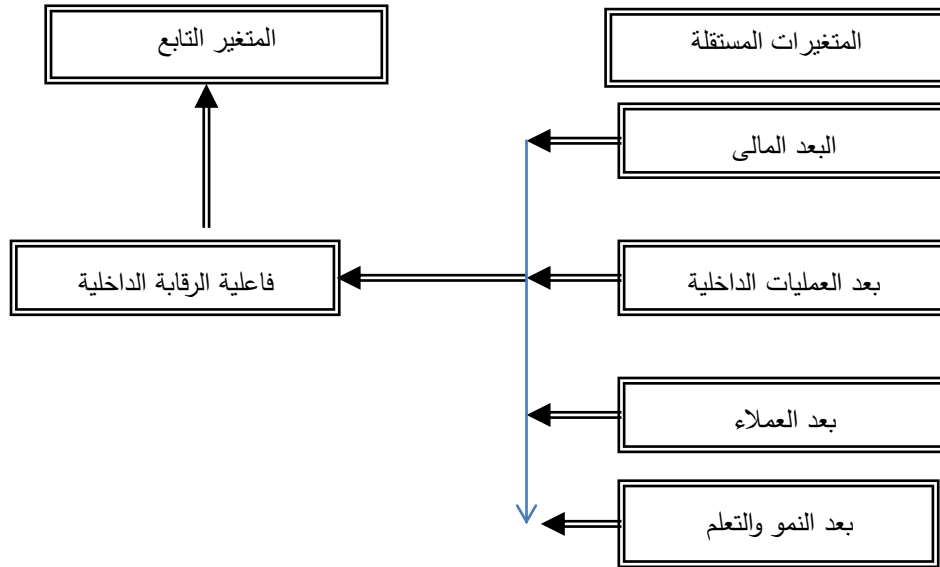 المتغيرات المستقلة
المتغير التابع
البعد المالى
بعد العمليات الداخلية
فاعلية الرقابة الداخلية
بعد العملاء
بعد النمو والتعلم